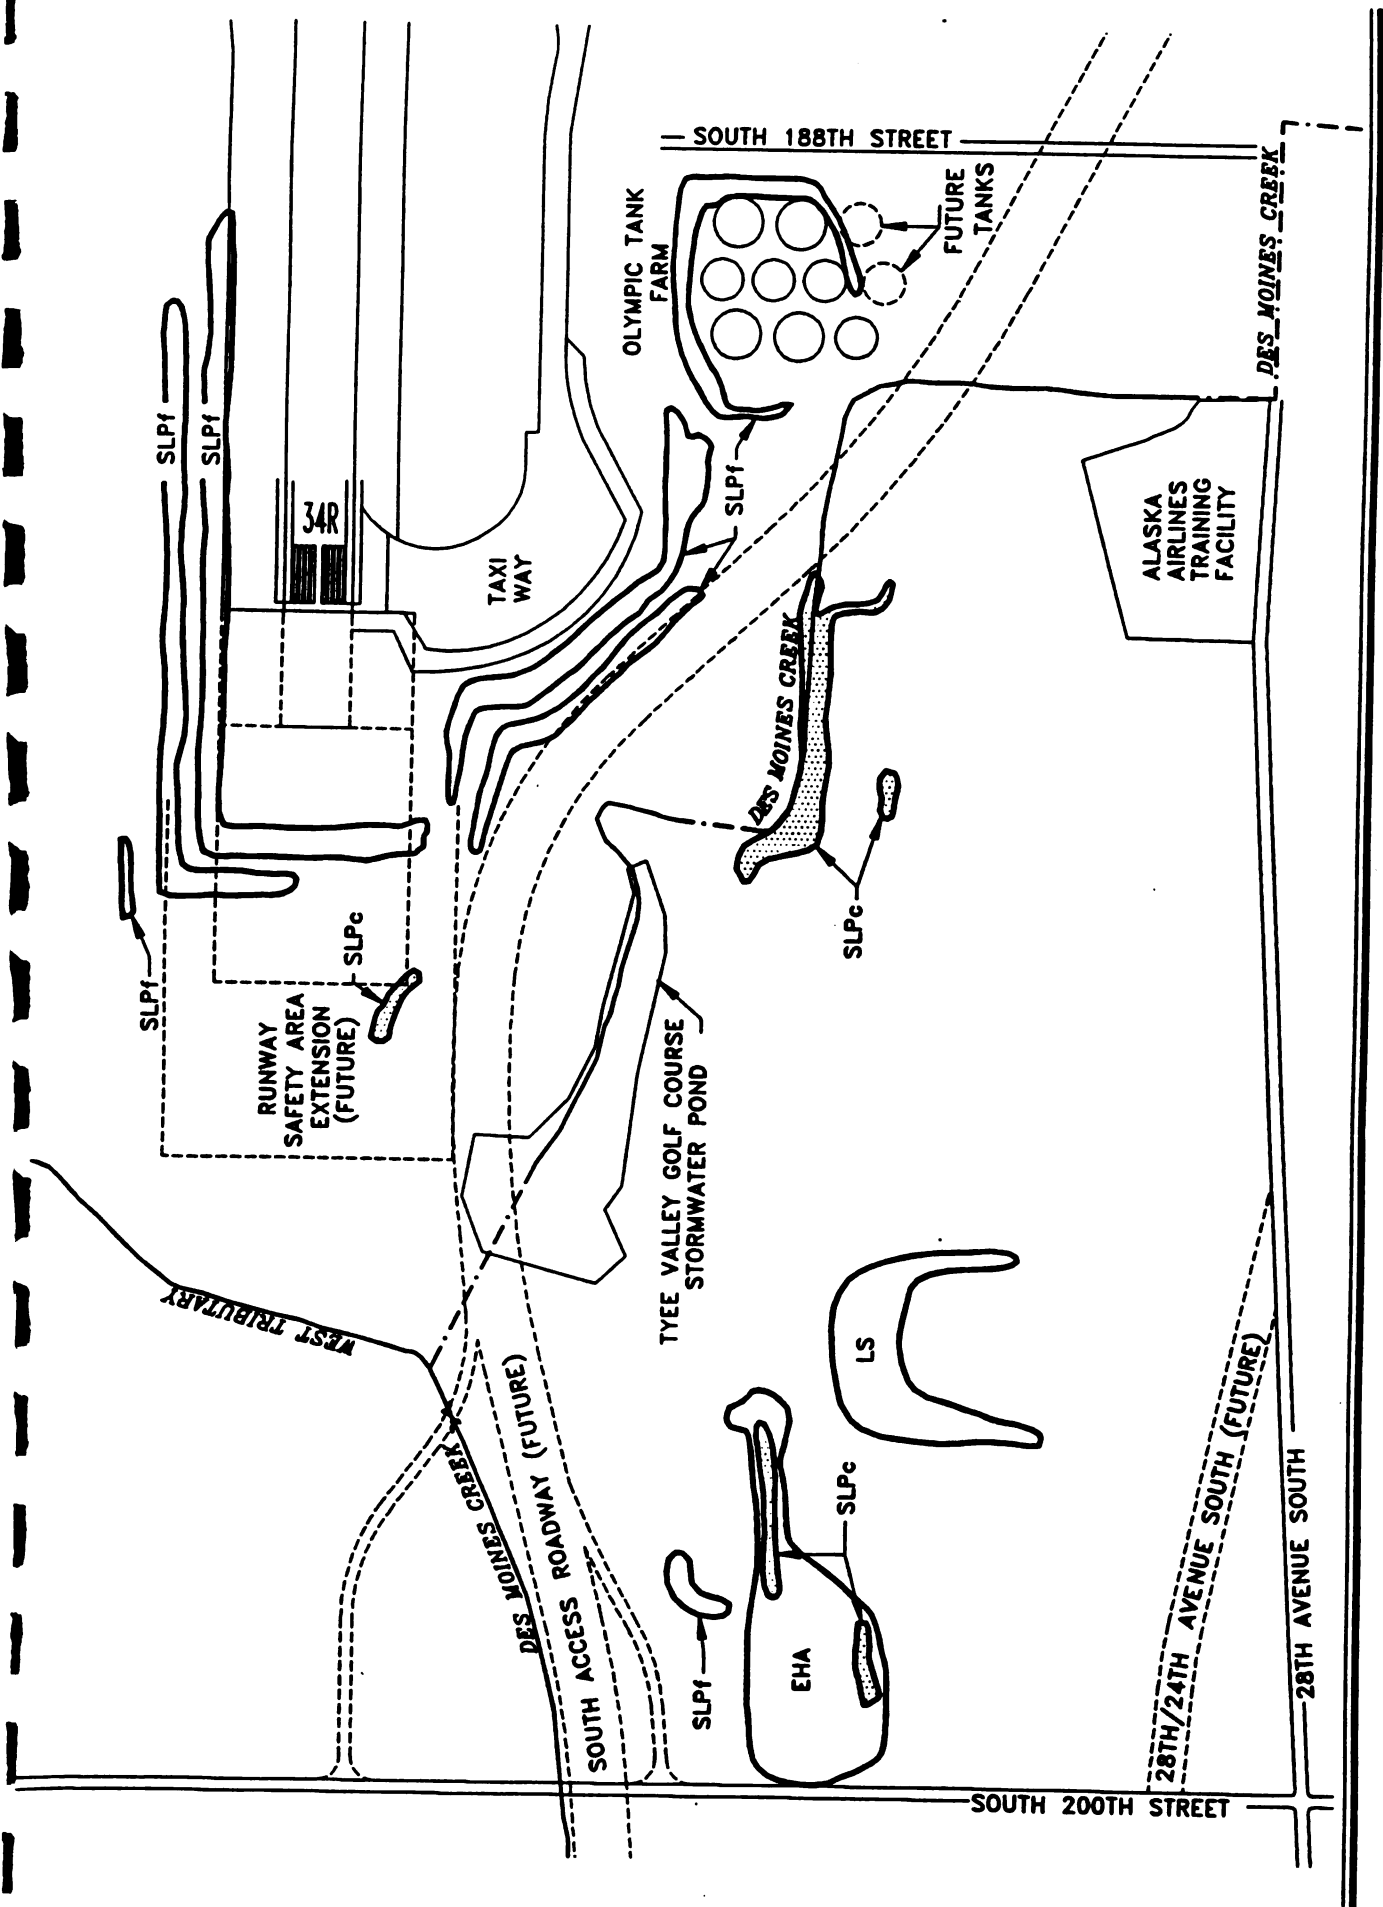 SOUTH 188TH STREET
DES MOINES CREEK
FUTURE
TANKS
OLYMPIC TANK
FARM
SLPf
SLPf
34R
TAXI
WAY
SLPf
ALASKA
AIRLINES
TRAINING
FACILITY
DES MOINES CREEK
SLPc
SLPf
SLPc
RUNWAY
SAFETY AREA
EXTENSION
(FUTURE)
TYEE VALLEY GOLF COURSE
STORMWATER POND
WEST TRIBUTARY
LS
DES MOINES CREEK
SOUTH ACCESS ROADWAY (FUTURE)
SLPc
SLPf
EHA
28TH/24TH AVENUE SOUTH (FUTURE)
28TH AVENUE SOUTH
SOUTH 200TH STREET